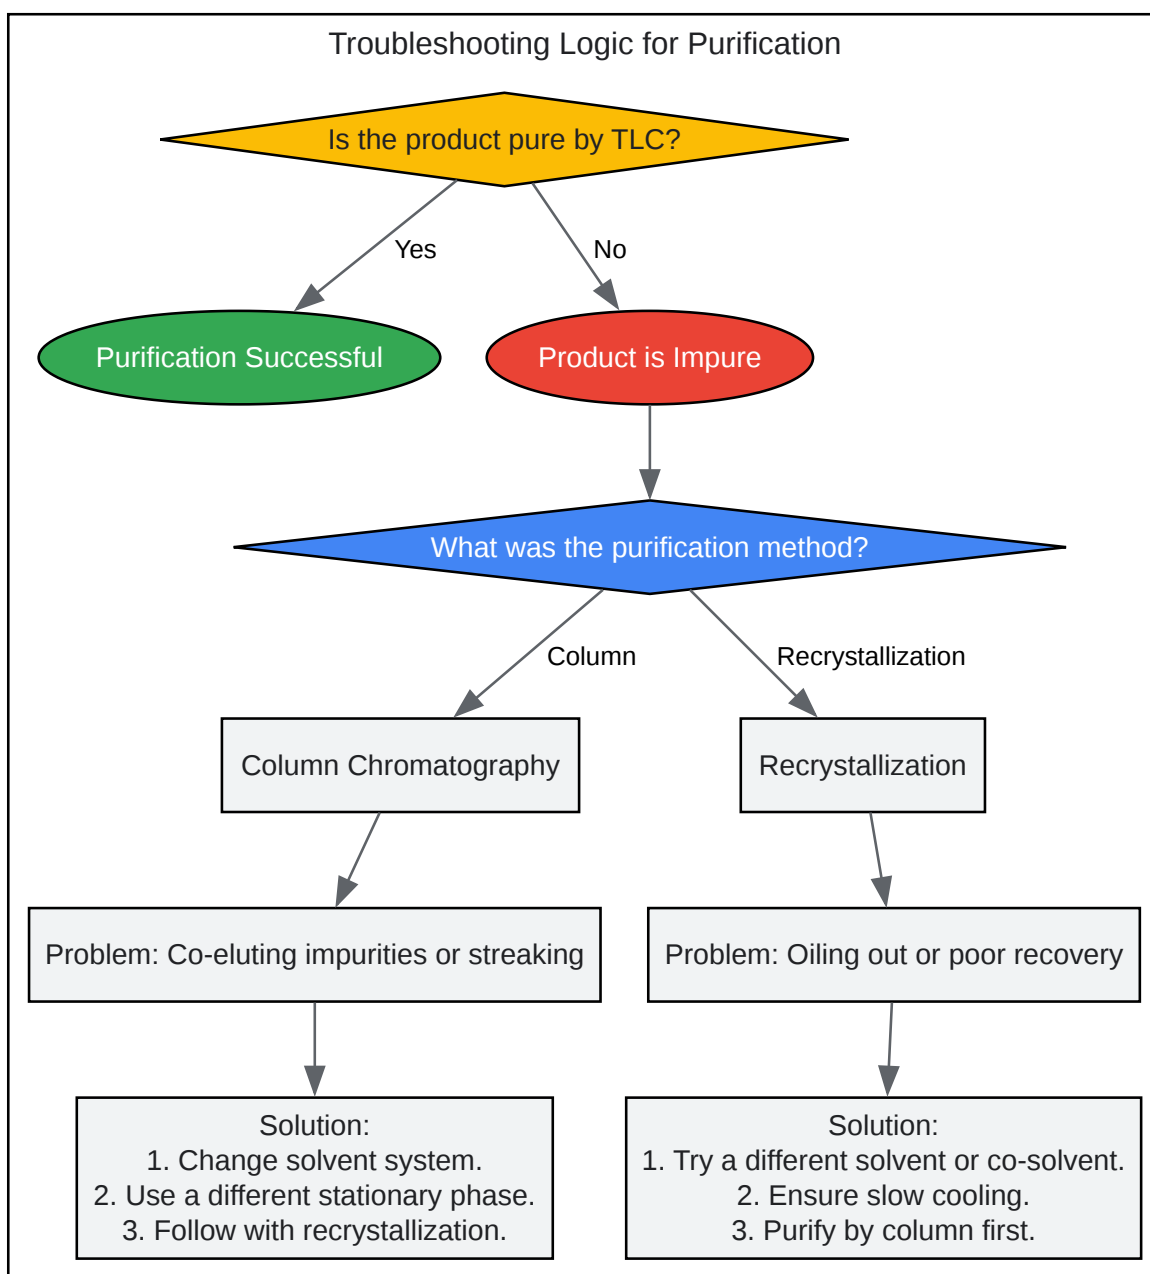 Troubleshooting Logic for Purification
Is the product pure by TLC?
Yes
No
Purification Successful
Product is Impure
What was the purification method?
Column
Recrystallization
Column Chromatography
Recrystallization
Problem: Co-eluting impurities or streaking
Problem: Oiling out or poor recovery
Solution:
1. Change solvent system.
2. Use a different stationary phase.
3. Follow with recrystallization.
Solution:
1. Try a different solvent or co-solvent.
2. Ensure slow cooling.
3. Purify by column first.